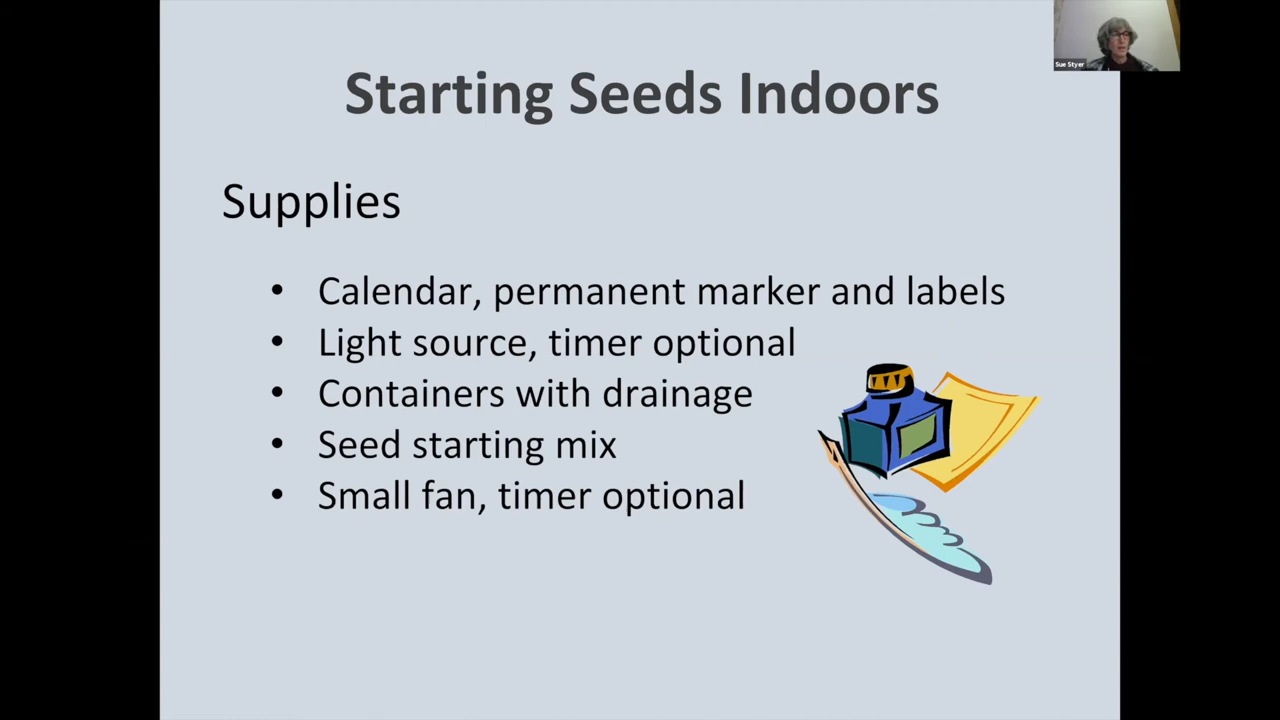 Starting Seeds Indoors
Sue Styer
Supplies
• Calendar, permanent marker and labels
• Light source, timer optional
• Containers with drainage
• Seed starting mix
• Small fan, timer optional